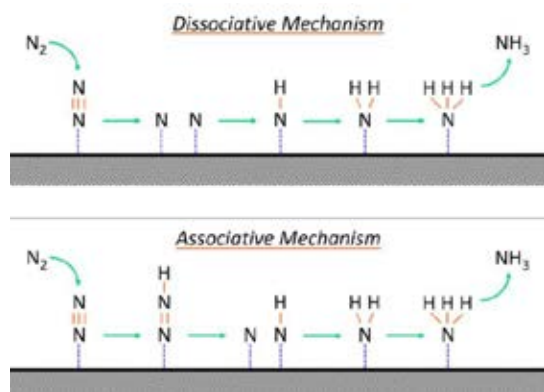 Dissociative Mechanism
N₂ NH₃
N H H H H H H
N N N N N N
Associative Mechanism
N₂ H NH₃
N N H H H H H H
N N N N N N